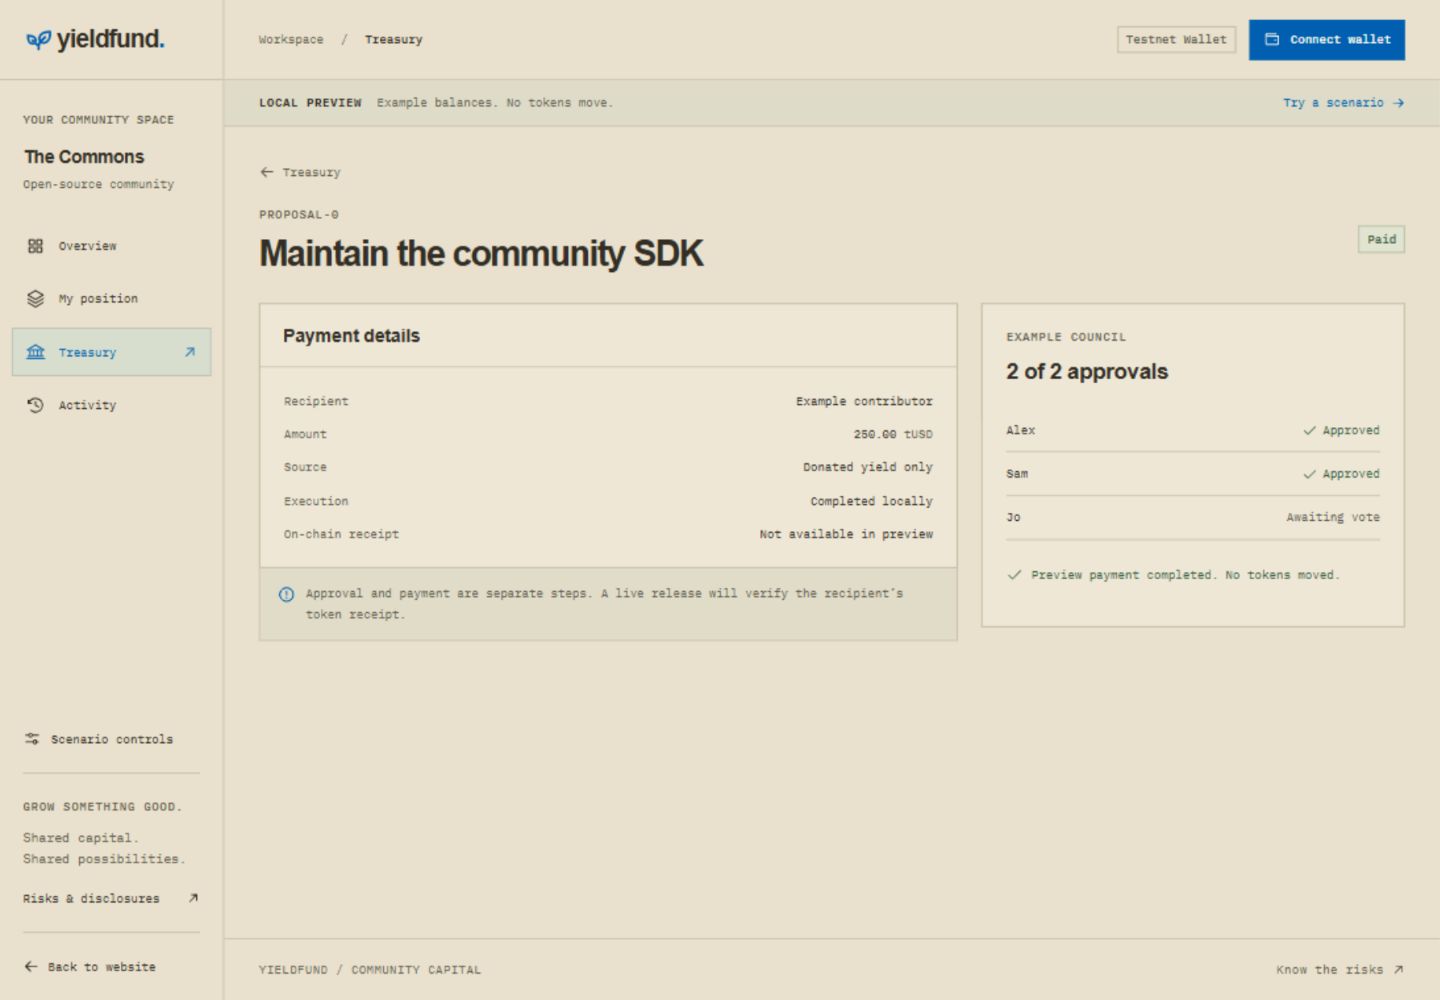 yieldfund.
Workspace / Treasury
Testnet Wallet
Connect wallet
LOCAL PREVIEW Example balances. No tokens move.
Try a scenario →
YOUR COMMUNITY SPACE
The Commons
Open-source community
Overview
My position
Treasury
Activity
Scenario controls
GROW SOMETHING GOOD.
Shared capital.
Shared possibilities.
Risks & disclosures ↗
← Back to website
← Treasury
PROPOSAL-0
Maintain the community SDK
Paid
Payment details
Recipient Example contributor
Amount 250.00 tUSD
Source Donated yield only
Execution Completed locally
On-chain receipt Not available in preview
Approval and payment are separate steps. A live release will verify the recipient's
token receipt.
EXAMPLE COUNCIL
2 of 2 approvals
Alex ✓ Approved
Sam ✓ Approved
Jo Awaiting vote
✓ Preview payment completed. No tokens moved.
YIELDFUND / COMMUNITY CAPITAL
Know the risks ↗